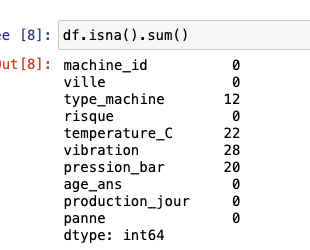 ee [8]: df.isna().sum()
ut[8]: machine_id 0
ville 0
type_machine 12
risque 0
temperature_C 22
vibration 28
pression_bar 20
age_ans 0
production_jour 0
panne 0
dtype: int64